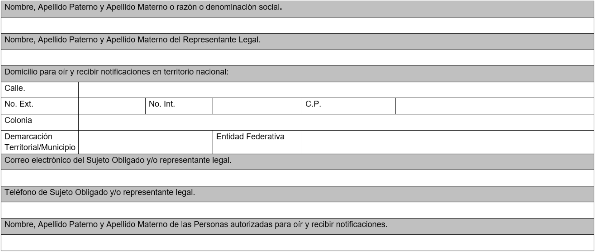 Nombre, Apellido Paterno y Apellido Materno o razón o denominación social.
Nombre, Apellido Paterno y Apellido Materno del Representante Legal.
Domicilio para oír y recibir notificaciones en territorio nacional:
Calle.
No. Ext. No. Int. C.P.
Colonia
Demarcación
Territorial/Municipio Entidad Federativa
Correo electrónico del Sujeto Obligado y/o representante legal.
Teléfono de Sujeto Obligado y/o representante legal.
Nombre, Apellido Paterno y Apellido Materno de las Personas autorizadas para oír y recibir notificaciones.